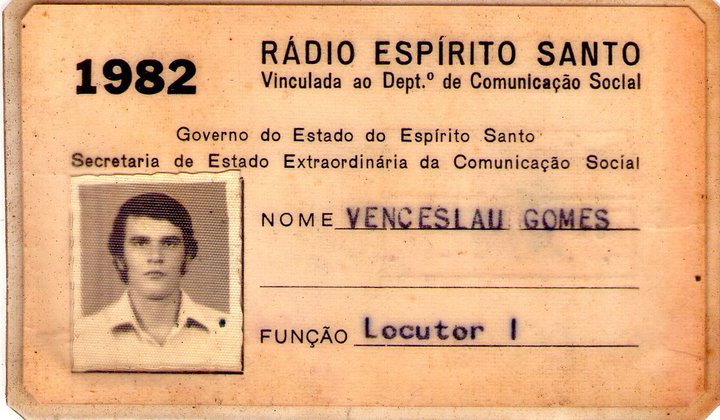 1982
RÁDIO ESPÍRITO SANTO
Vinculada ao Dept.º de Comunicação Social
Governo do Estado do Espírito Santo
Secretaria de Estado Extraordinária da Comunicação Social
NOME VENCESLAU GOMES
FUNÇÃO Locutor I